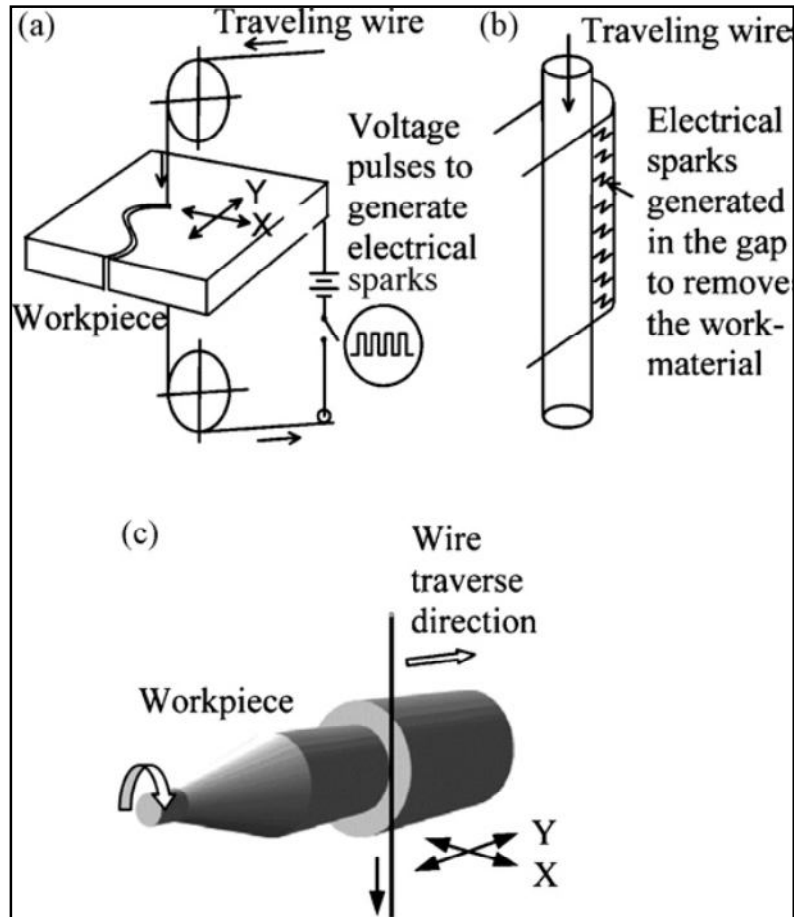 (a)
Traveling wire
Voltage
pulses to
generate
electrical
sparks
Y
X
Workpiece
(b)
Traveling wire
Electrical
sparks
generated
in the gap
to remove
the work-
material
(c)
Wire
traverse
direction
Workpiece
Y
X